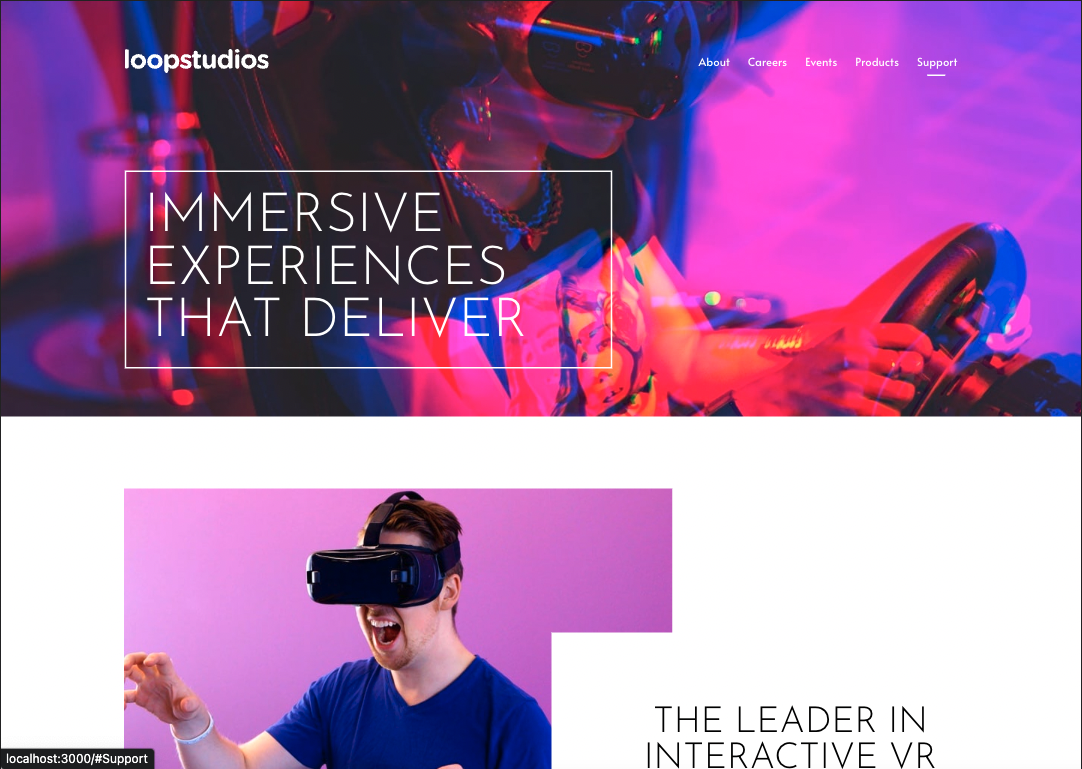 loopstudios
About Careers Events Products Support
IMMERSIVE
EXPERIENCES
THAT DELIVER
THE LEADER IN
INTERACTIVE VR
localhost:3000/#Support